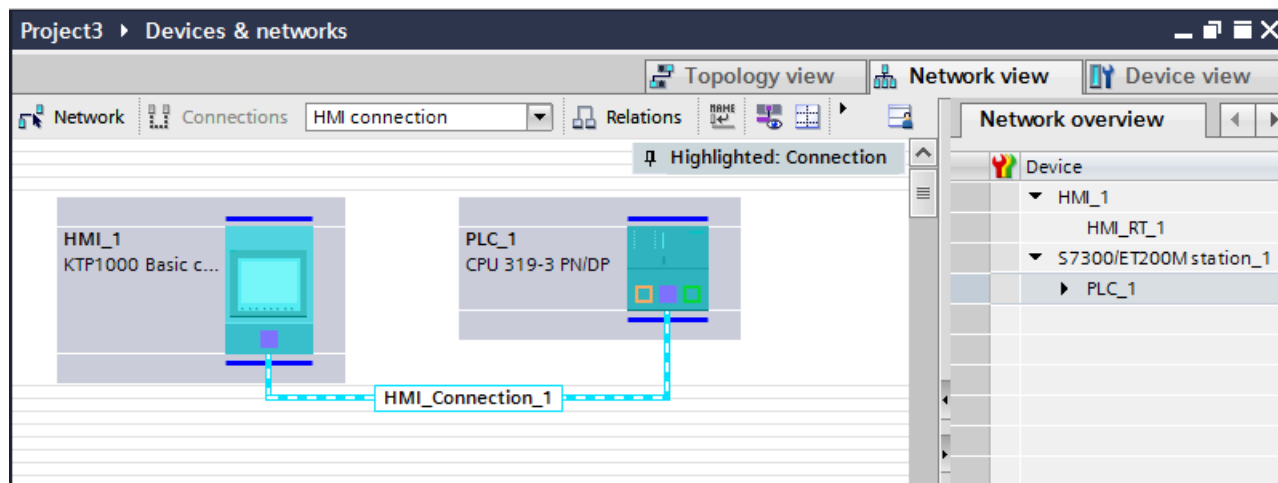 Project3 ▸ Devices & networks
Topology view Network view Device view
Network Connections HMI connection Relations Network overview
Highlighted: Connection
Device
HMI_1
KTP1000 Basic c...
PLC_1
CPU 319-3 PN/DP
HMI_Connection_1
HMI_1
HMI_RT_1
S7300/ET200M station_1
PLC_1